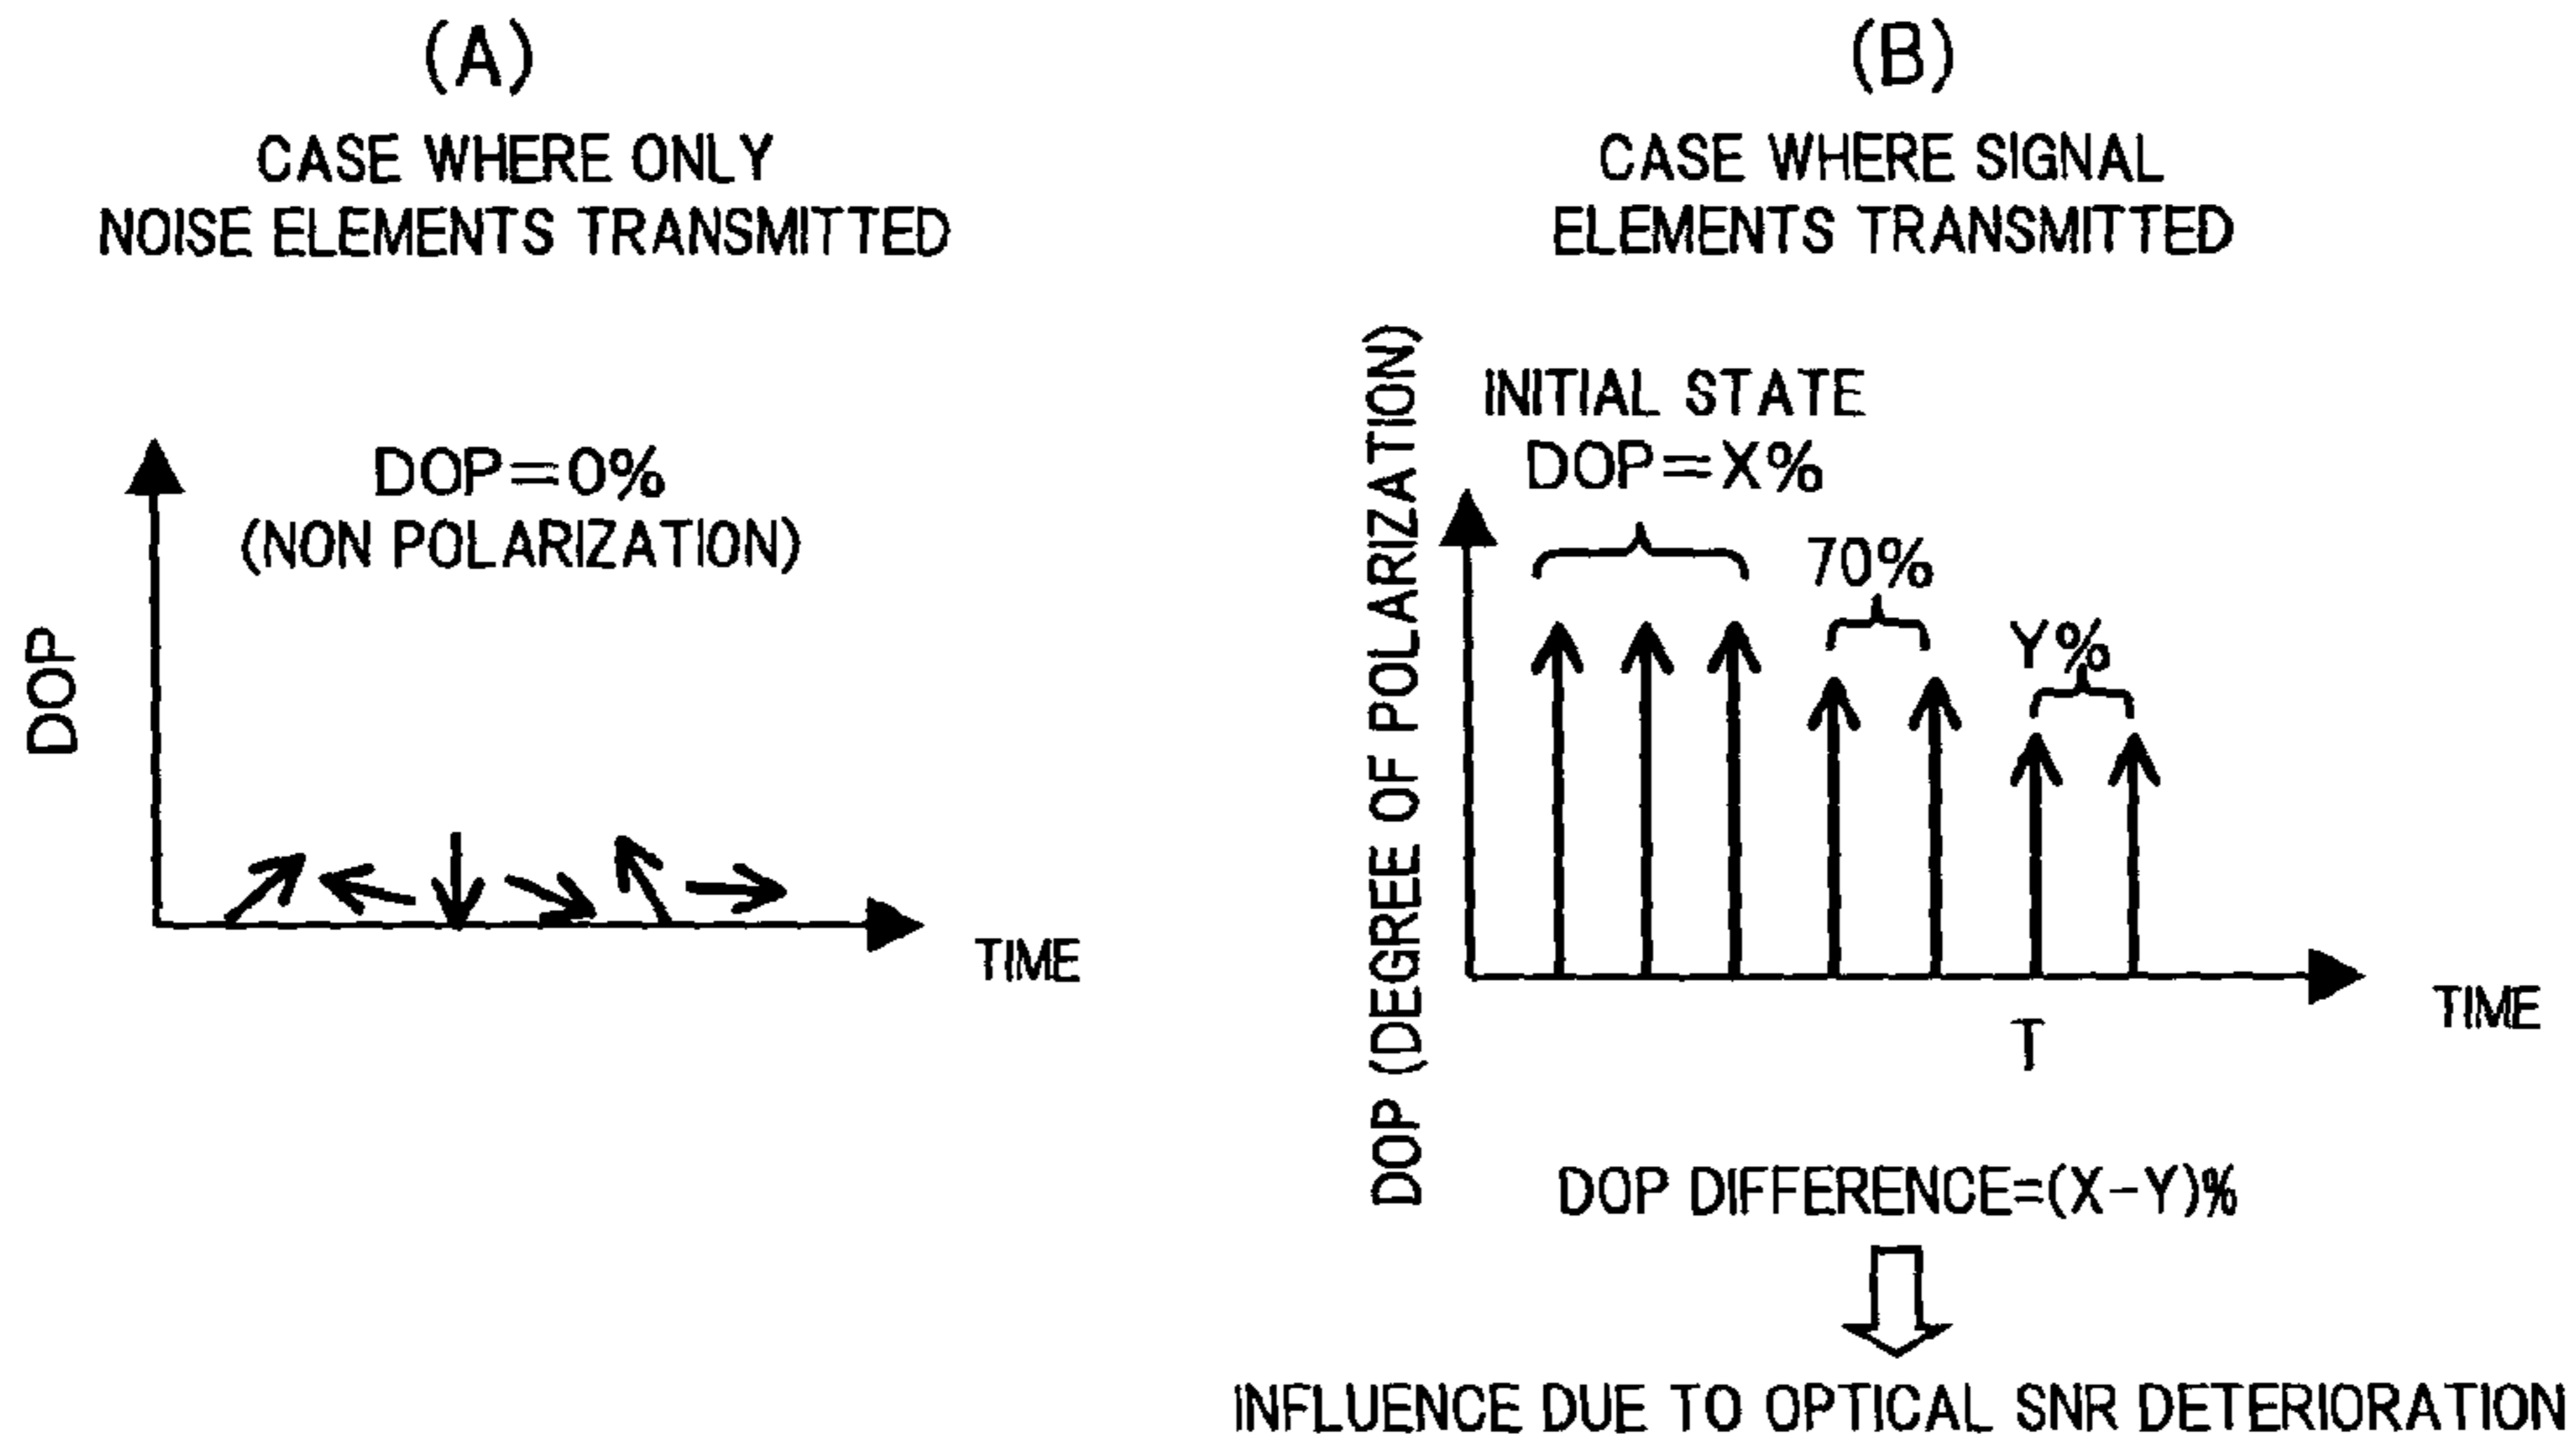 (A)
CASE WHERE ONLY
NOISE ELEMENTS TRANSMITTED
DOP=0%
(NON POLARIZATION)
DOP
TIME
(B)
CASE WHERE SIGNAL
ELEMENTS TRANSMITTED
DOP (DEGREE OF POLARIZATION)
INITIAL STATE
DOP=X%
70%
Y%
TIME
T
DOP DIFFERENCE=(X-Y)%
INFLUENCE DUE TO OPTICAL SNR DETERIORATION